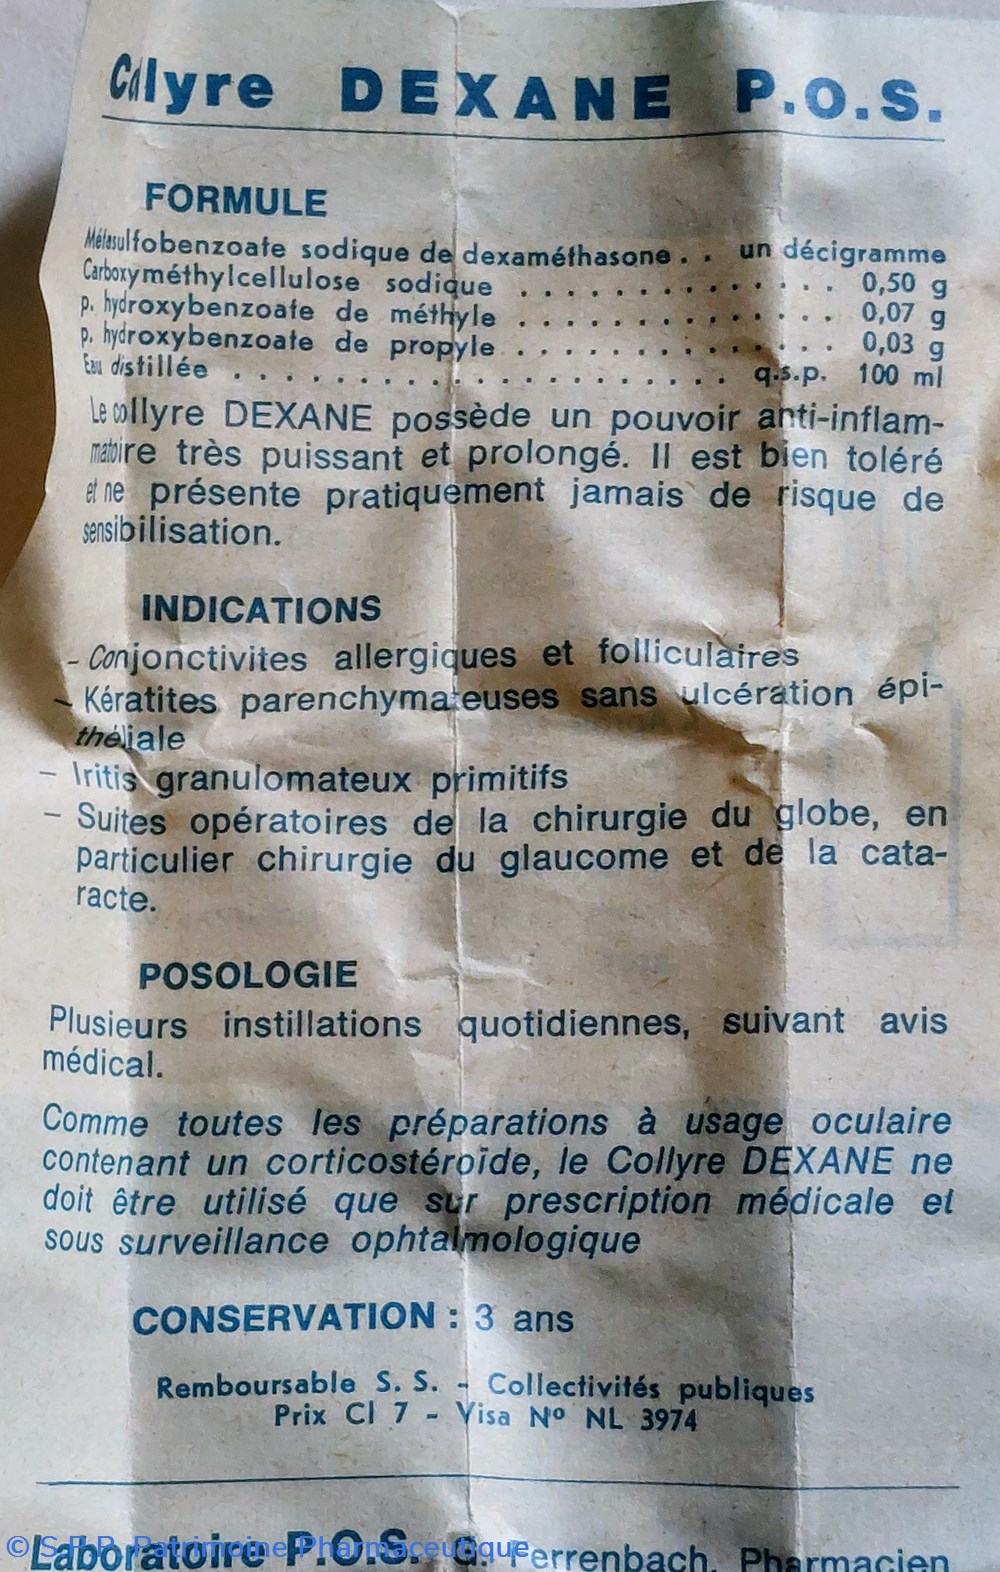 Collyre DEXANE P.O.S.
FORMULE
Métasulfobenzoate sodique de dexaméthasone . . un décigramme
Carboxyméthylcellulose sodique . . . . . . . . . . . . . . 0,50 g
p. hydroxybenzoate de méthyle . . . . . . . . . . . . . . 0,07 g
p. hydroxybenzoate de propyle . . . . . . . . . . . . . . 0,03 g
Eau distillée . . . . . . . . . . . . . . . . . . . . . q.s.p. 100 ml
Le collyre DEXANE possède un pouvoir anti-inflam-
matoire très puissant et prolongé. Il est bien toléré
et ne présente pratiquement jamais de risque de
sensibilisation.
INDICATIONS
- Conjonctivites allergiques et folliculaires
- Kératites parenchymateuses sans ulcération épi-
théliale
- Iritis granulomateux primitifs
- Suites opératoires de la chirurgie du globe, en
particulier chirurgie du glaucome et de la cata-
racte.
POSOLOGIE
Plusieurs instillations quotidiennes, suivant avis
médical.
Comme toutes les préparations à usage oculaire
contenant un corticostéroïde, le Collyre DEXANE ne
doit être utilisé que sur prescription médicale et
sous surveillance ophtalmologique
CONSERVATION : 3 ans
Remboursable S. S. - Collectivités publiques
Prix Cl 7 - Visa Nº NL 3974
Laboratoire P.O.S. G. Ferrenbach, Pharmacien
© S.P.P. Patrimoine Pharmaceutique